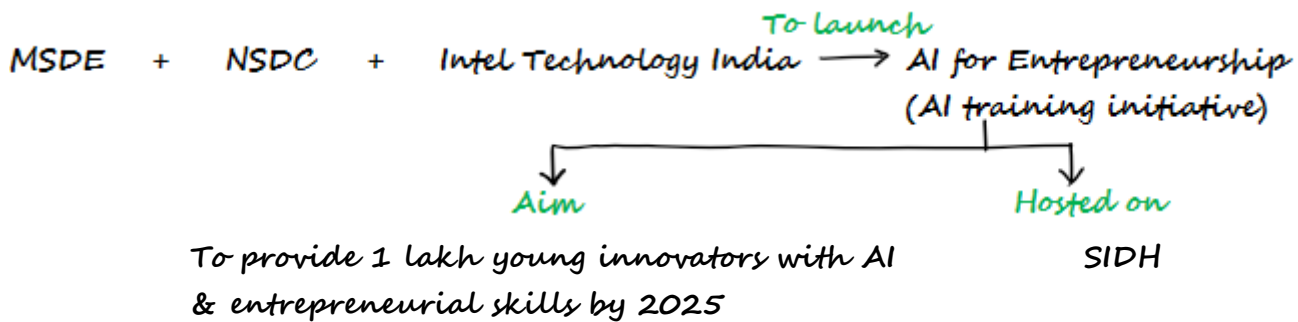 To launch
MSDE + NSDC + Intel Technology India → AI for Entrepreneurship
(AI training initiative)
Aim Hosted on
To provide 1 lakh young innovators with AI SIDH
& entrepreneurial skills by 2025